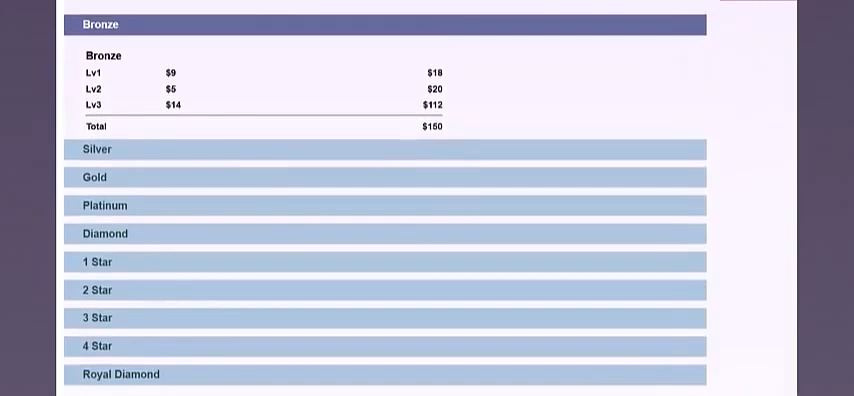 Bronze
Bronze
Lv1 $9 $18
Lv2 $5 $20
Lv3 $14 $112
Total $150
Silver
Gold
Platinum
Diamond
1 Star
2 Star
3 Star
4 Star
Royal Diamond